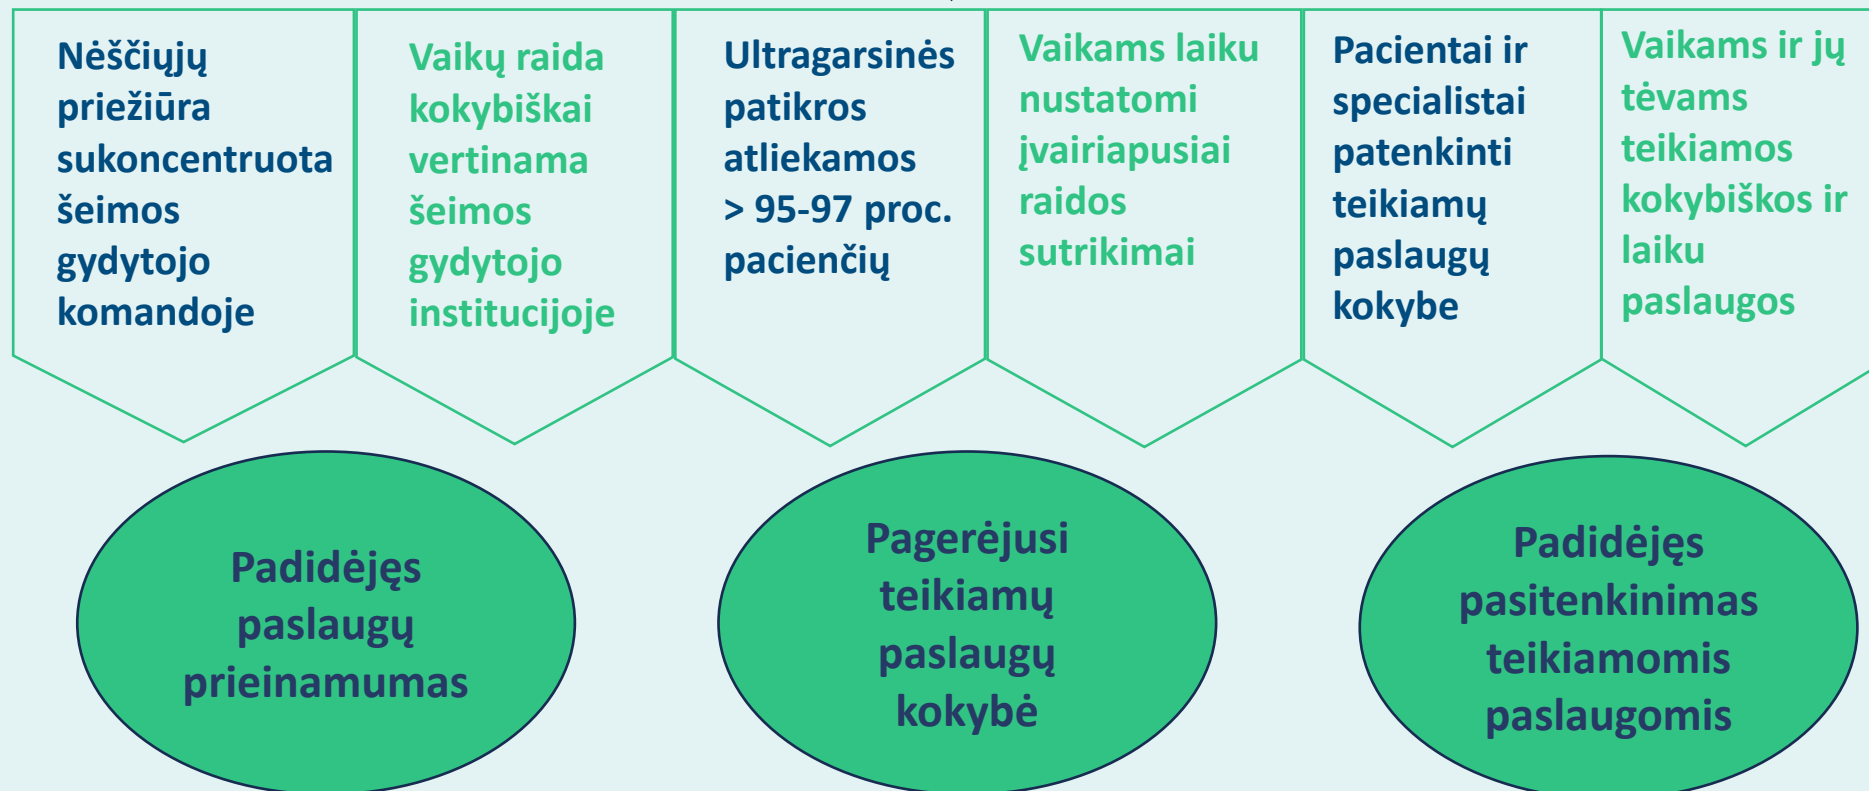 Nėščiųjų
priežiūra
sukoncentruota
šeimos
gydytojo
komandoje
Vaikų raida
kokybiškai
vertinama
šeimos
gydytojo
institucijoje
Ultragarsinės
patikros
atliekamos
> 95-97 proc.
pacienčių
Vaikams laiku
nustatomi
įvairiapusiai
raidos
sutrikimai
Pacientai ir
specialistai
patenkinti
teikiamų
paslaugų
kokybe
Vaikams ir jų
tėvams
teikiamos
kokybiškos ir
laiku
paslaugos
Padidėjęs
paslaugų
prieinamumas
Pagerėjusi
teikiamų
paslaugų
kokybė
Padidėjęs
pasitenkinimas
teikiamomis
paslaugomis